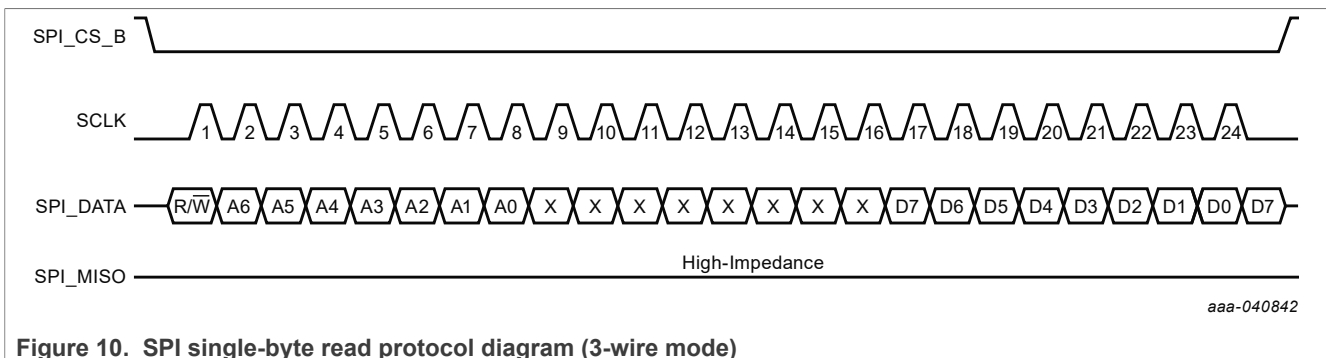 SPI_CS_B
SCLK
1 2 3 4 5 6 7 8 9 10 11 12 13 14 15 16 17 18 19 20 21 22 23 24
SPI_DATA
R/W̅ A6 A5 A4 A3 A2 A1 A0 X X X X X X X X D7 D6 D5 D4 D3 D2 D1 D0 D7
High-Impedance
SPI_MISO
aaa-040842
Figure 10. SPI single-byte read protocol diagram (3-wire mode)